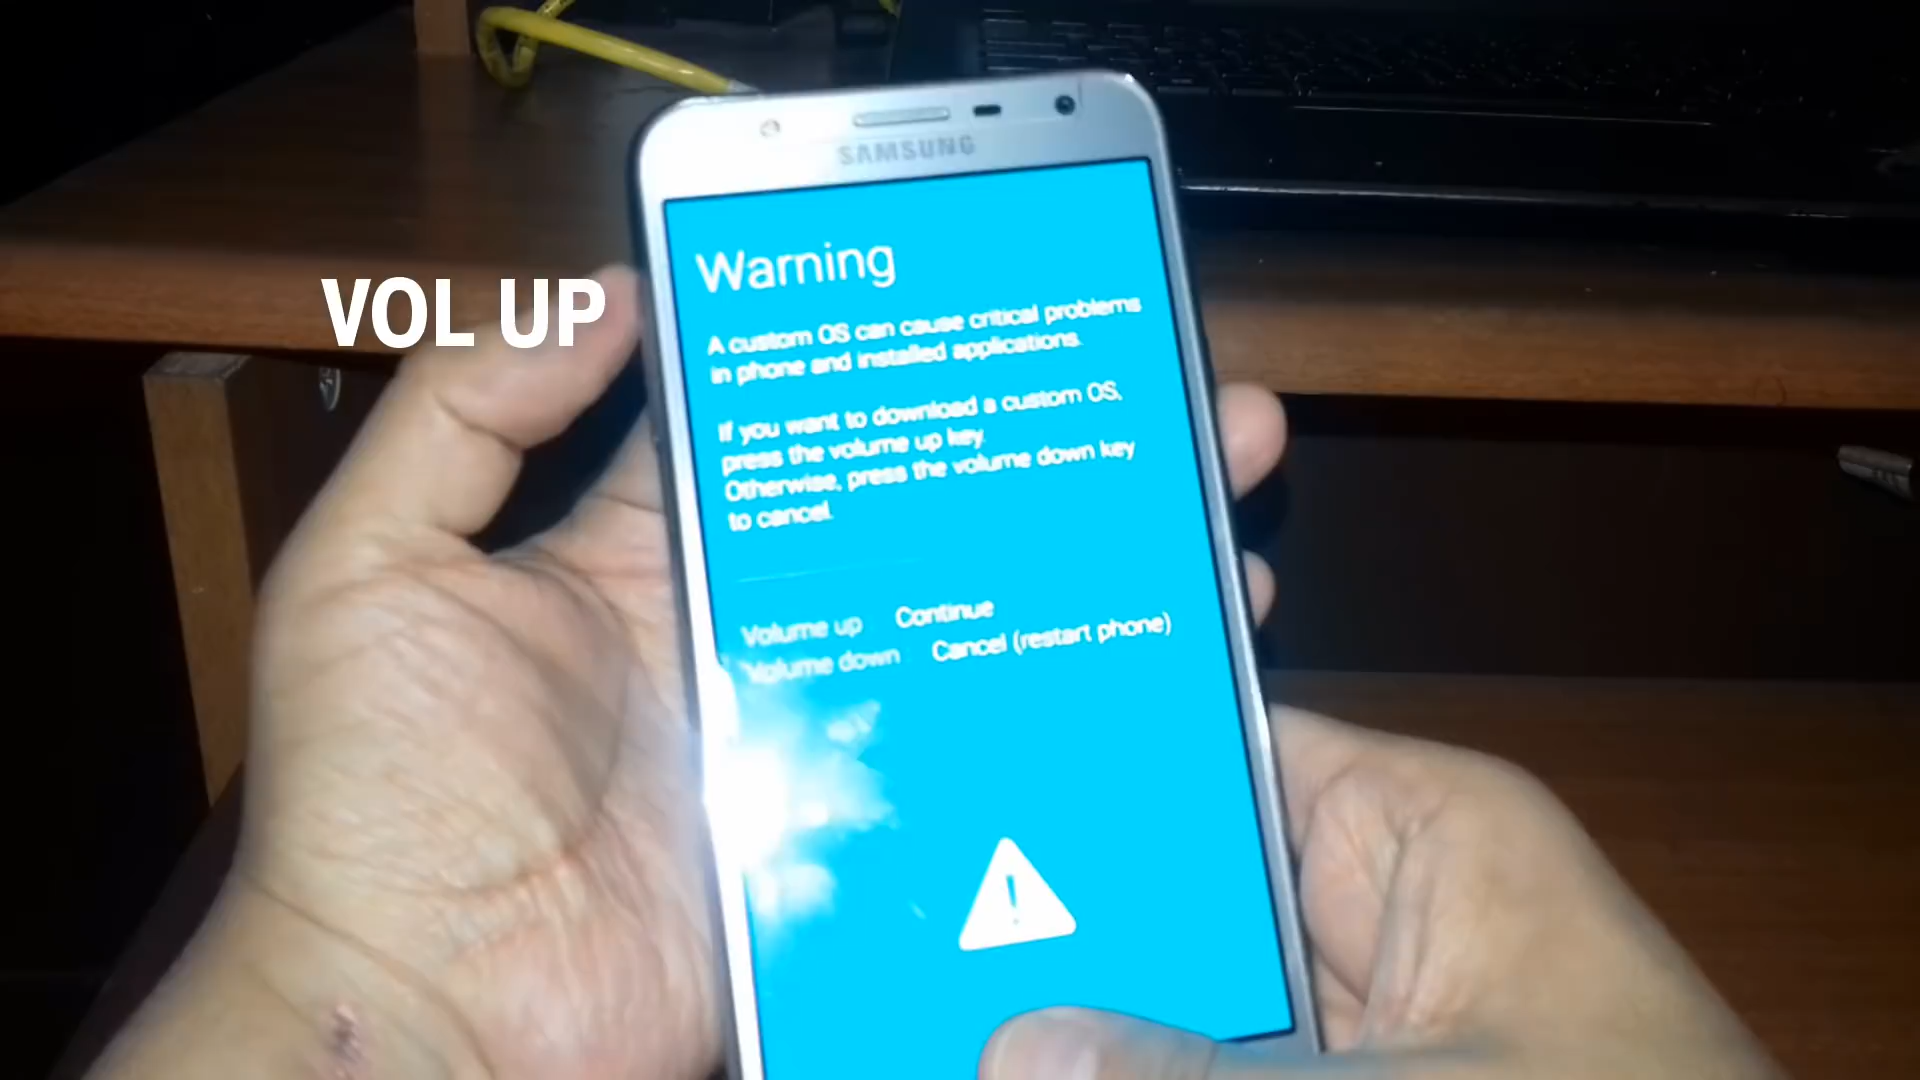 SAMSUNG
Warning
VOL UP
A custom OS can cause critical problems
in phone and installed applications.
If you want to download a custom OS,
press the volume up key.
Otherwise, press the volume down key
to cancel.
Volume up Continue
Volume down Cancel (restart phone)